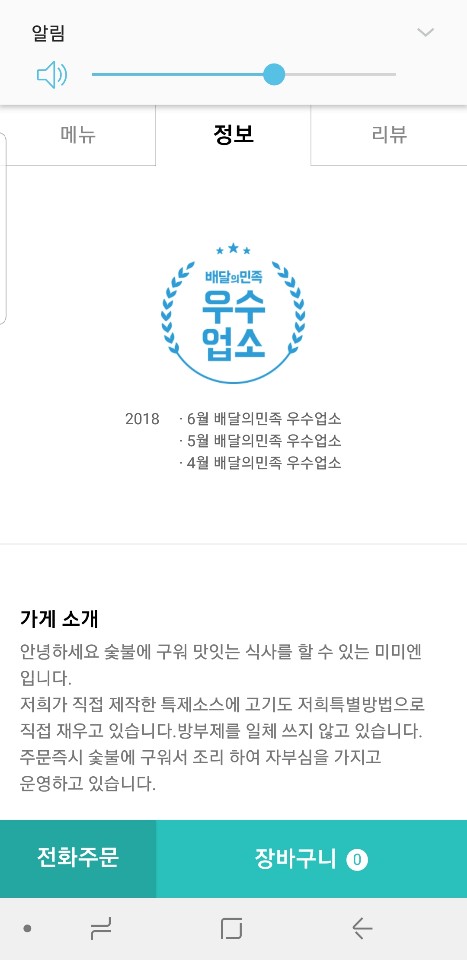 알림
메뉴 정보 리뷰
배달의민족
우수
업소
2018 · 6월 배달의민족 우수업소
· 5월 배달의민족 우수업소
· 4월 배달의민족 우수업소
가게 소개
안녕하세요 숯불에 구워 맛잇는 식사를 할 수 있는 미미엔
입니다.
저희가 직접 제작한 특제소스에 고기도 저희특별방법으로
직접 재우고 있습니다.방부제를 일체 쓰지 않고 있습니다.
주문즉시 숯불에 구워서 조리 하여 자부심을 가지고
운영하고 있습니다.
전화주문 장바구니 0